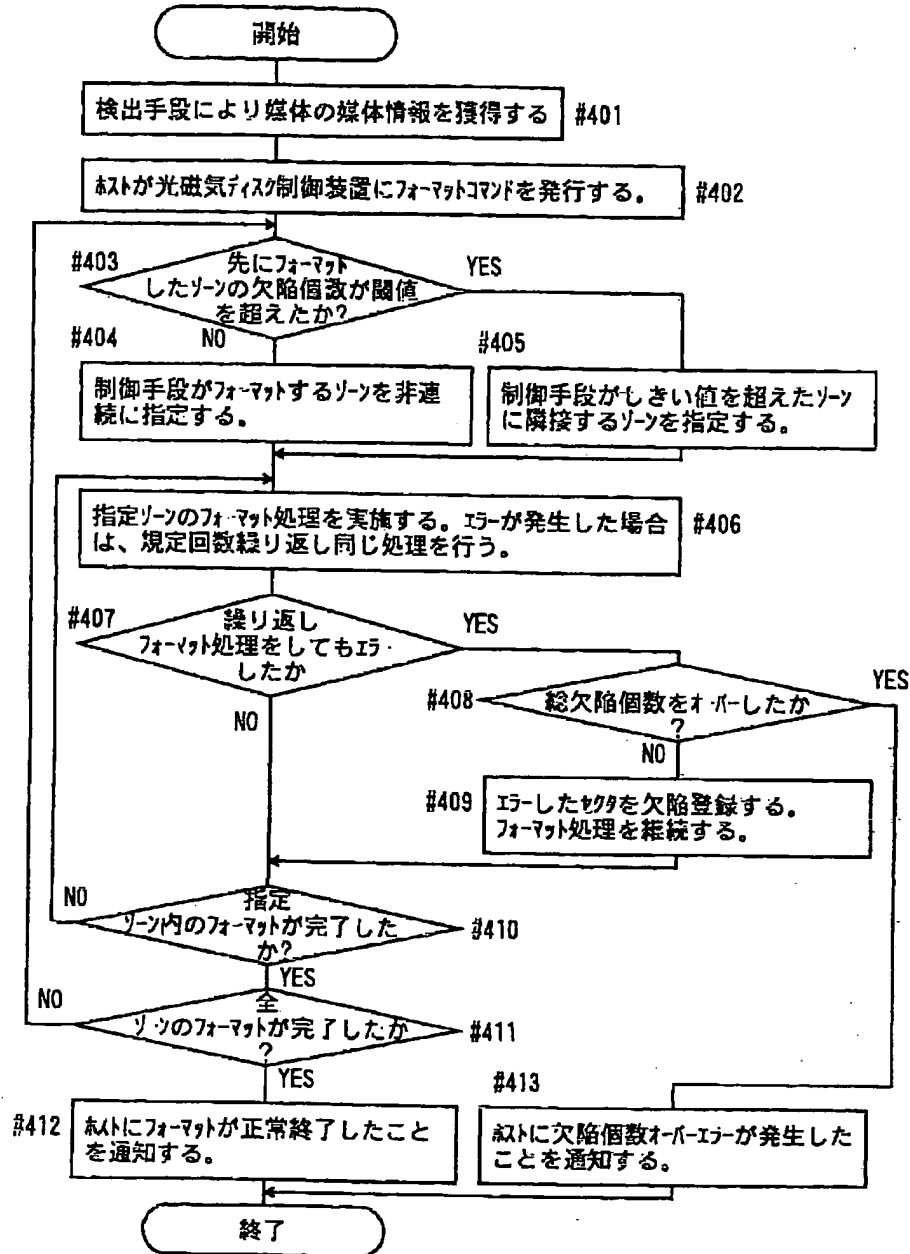 開始
検出手段により媒体の媒体情報を獲得する
#401
ホストが光磁気ディスク制御装置にフォーマットコマンドを発行する。
#402
#403
先にフォーマット
したゾーンの欠陥個数が閾値
を超えたか?
YES
NO
#404
制御手段がフォーマットするゾーンを非連
続に指定する。
#405
制御手段がしきい値を超えたゾーン
に隣接するゾーンを指定する。
指定ゾーンのフォーマット処理を実施する。エラーが発生した場合
は、規定回数繰り返し同じ処理を行う。
#406
#407
繰り返し
フォーマット処理をしてもエラー
したか
YES
NO
#408
総欠陥個数をオーバーしたか
?
YES
NO
#409
エラーしたセクタを欠陥登録する。
フォーマット処理を継続する。
指定
ゾーン内のフォーマットが完了した
か?
#410
NO
YES
全
ゾーンのフォーマットが完了したか
?
#411
NO
YES
#412
ホストにフォーマットが正常終了したこと
を通知する。
#413
ホストに欠陥個数オーバーエラーが発生した
ことを通知する。
終了